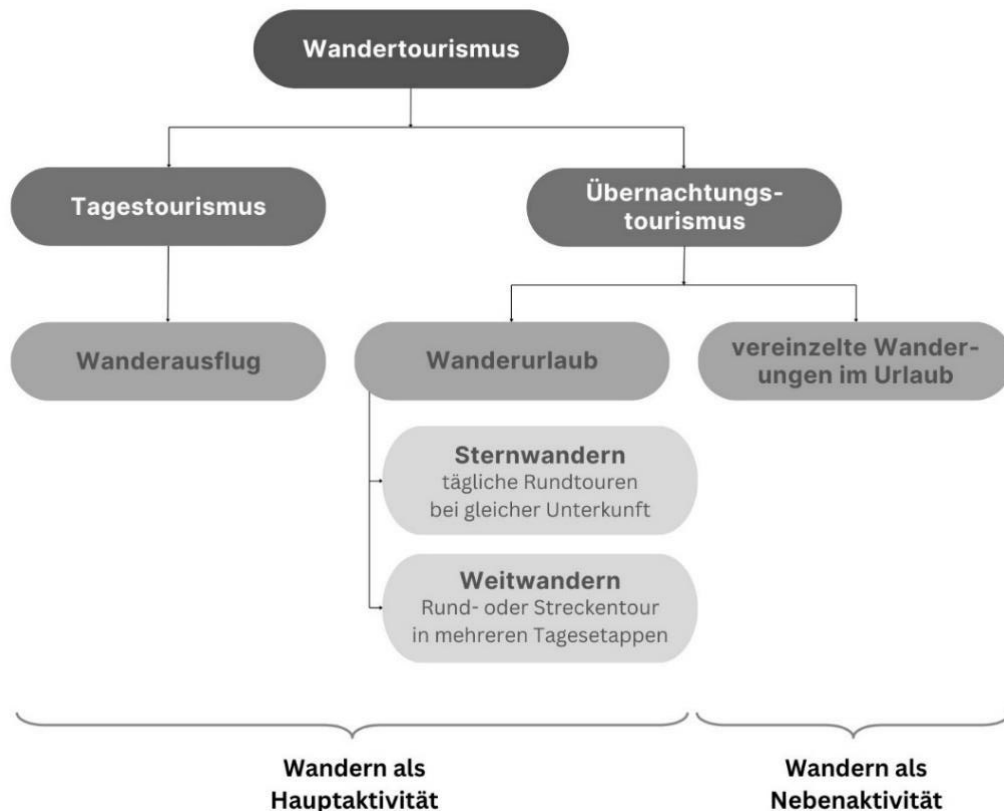 Wandertourismus
Tagestourismus
Übernachtungs-
tourismus
Wanderausflug
Wanderurlaub
vereinzelte Wander-
ungen im Urlaub
Sternwandern
tägliche Rundtouren
bei gleicher Unterkunft
Weitwandern
Rund- oder Streckentour
in mehreren Tagesetappen
Wandern als
Hauptaktivität
Wandern als
Nebenaktivität